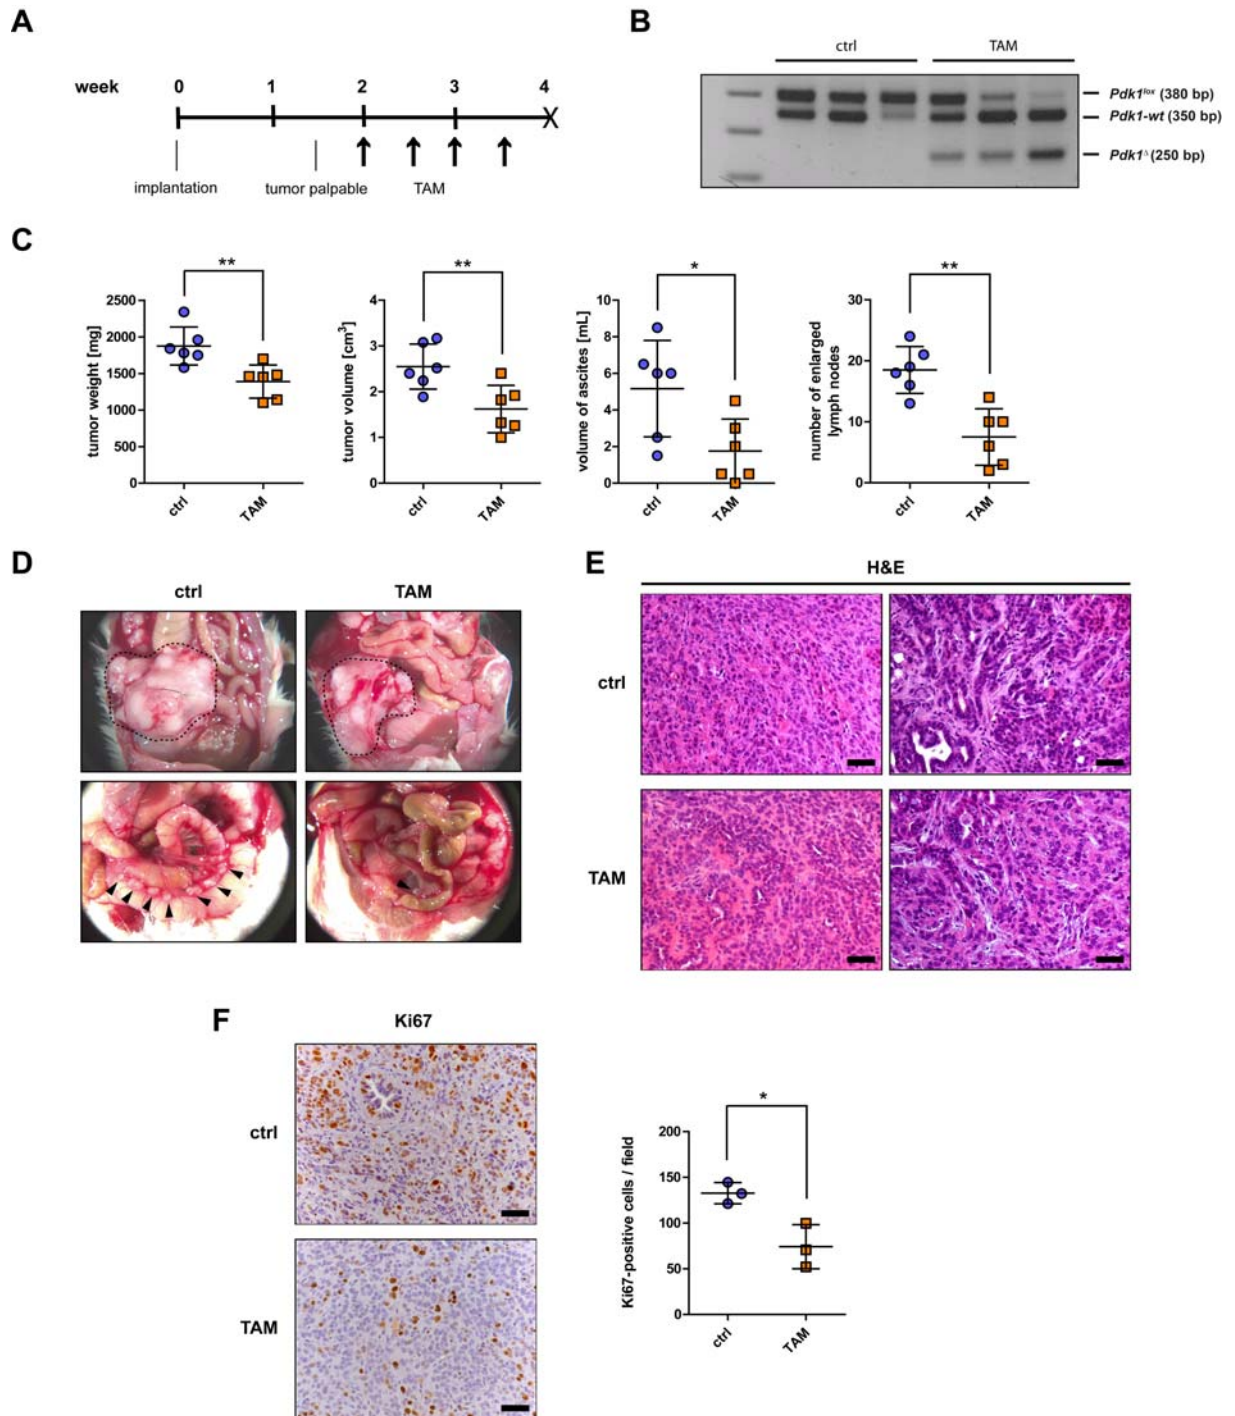 A
week 0 1 2 3 4
X
implantation tumor palpable TAM
B
ctrl TAM
Pdk1lox (380 bp)
Pdk1-wt (350 bp)
Pdk1Δ (250 bp)
C
**
tumor weight [mg]
2500
2000
1500
1000
500
0
ctrl TAM
**
tumor volume [cm3]
4
3
2
1
0
ctrl TAM
*
volume of ascites [mL]
10
8
6
4
2
0
ctrl TAM
**
number of enlarged
lymph nodes
30
20
10
0
ctrl TAM
D
ctrl TAM
E
H&E
ctrl
TAM
F
Ki67
ctrl
TAM
*
Ki67-positive cells / field
200
150
100
50
0
ctrl TAM